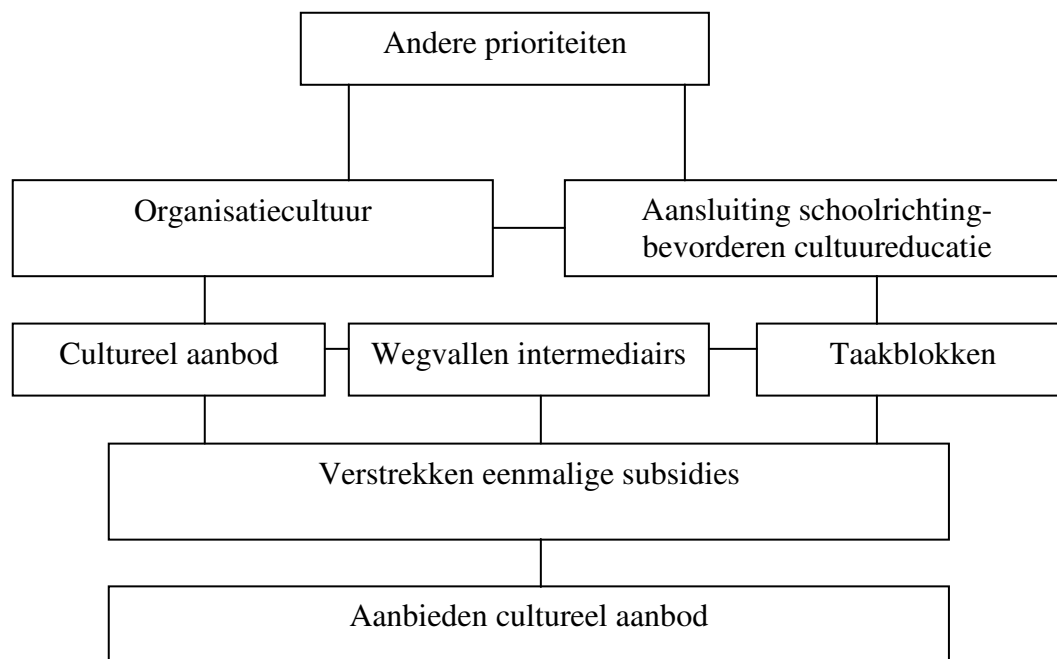 Andere prioriteiten
Organisatiecultuur
Aansluiting schoolrichting-
bevorderen cultuureducatie
Cultureel aanbod
Wegvallen intermediairs
Taakblokken
Verstrekken eenmalige subsidies
Aanbieden cultureel aanbod